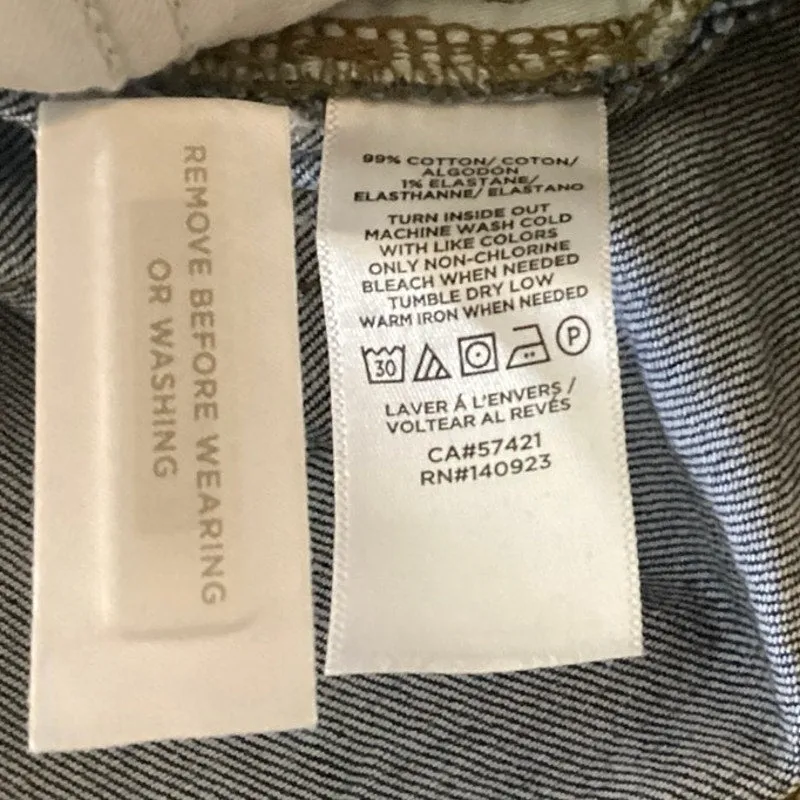 REMOVE BEFORE WEARING
OR WASHING
99% COTTON/ COTON/
ALGODÓN
1% ELASTANE/
ELASTHANNE/ ELASTANO
TURN INSIDE OUT
MACHINE WASH COLD
WITH LIKE COLORS
ONLY NON-CHLORINE
BLEACH WHEN NEEDED
TUMBLE DRY LOW
WARM IRON WHEN NEEDED
30 P
LAVER Á L'ENVERS /
VOLTEAR AL REVÉS
CA#57421
RN#140923